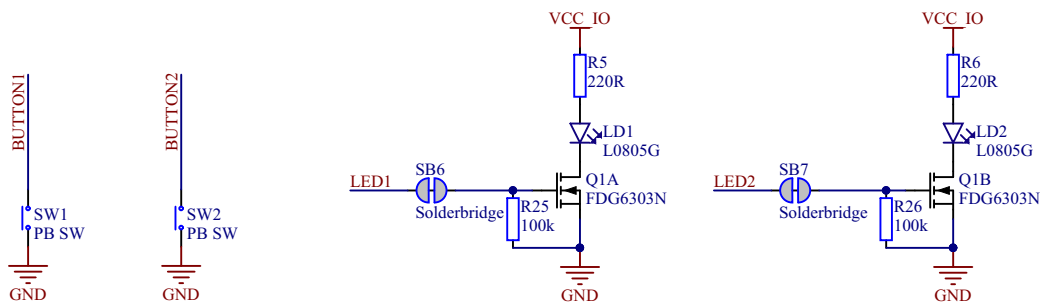 BUTTON1
SW1
PB SW
GND
BUTTON2
SW2
PB SW
GND
VCC_IO
R5
220R
LD1
L0805G
LED1
SB6
Solderbridge
R25
100k
Q1A
FDG6303N
GND
VCC_IO
R6
220R
LD2
L0805G
LED2
SB7
Solderbridge
R26
100k
Q1B
FDG6303N
GND